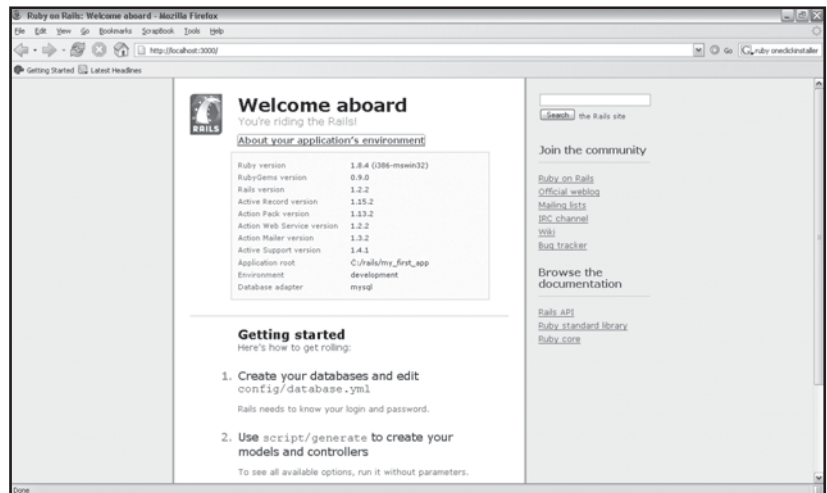 Ruby on Rails: Welcome aboard - Mozilla Firefox
File Edit View Go Bookmarks ScrapBook Tools Help
http://localhost:3000/
Go
ruby oneclickinstaller
Getting Started Latest Headlines
RAILS
Welcome aboard
You're riding the Rails!
About your application's environment
Ruby version 1.8.4 (i386-mswin32)
RubyGems version 0.9.0
Rails version 1.2.2
Active Record version 1.15.2
Action Pack version 1.13.2
Action Web Service version 1.2.2
Action Mailer version 1.3.2
Active Support version 1.4.1
Application root C:/rails/my_first_app
Environment development
Database adapter mysql
Getting started
Here's how to get rolling:
1. Create your databases and edit
config/database.yml
Rails needs to know your login and password.
2. Use script/generate to create your
models and controllers
To see all available options, run it without parameters.
Search the Rails site
Join the community
Ruby on Rails
Official weblog
Mailing lists
IRC channel
Wiki
Bug tracker
Browse the
documentation
Rails API
Ruby standard library
Ruby core
Done